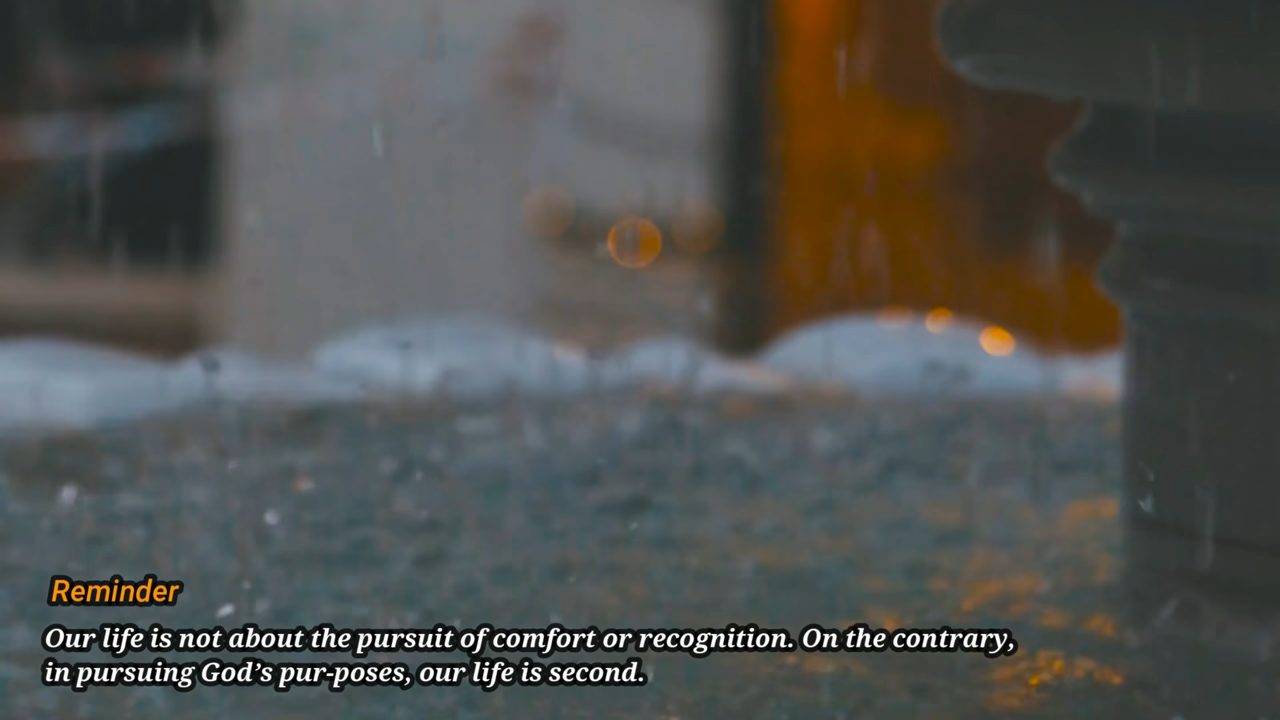 Reminder
Our life is not about the pursuit of comfort or recognition. On the contrary,
in pursuing God’s pur-poses, our life is second.